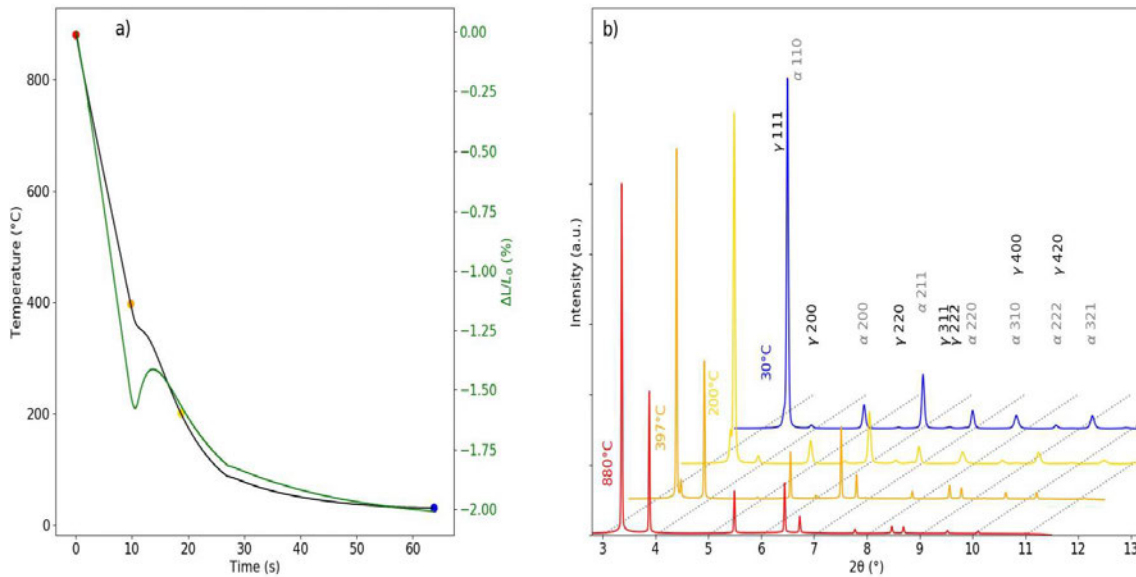 a)
Temperature (°C)
800
600
400
200
0
0 10 20 30 40 50 60
Time (s)
0.00
−0.25
−0.50
−0.75
−1.00
−1.25
−1.50
−1.75
−2.00
ΔL/L₀ (%)
b)
Intensity (a.u.)
880°C
397°C
200°C
30°C
γ 111
α 110
γ 200
α 200
γ 220
α 211
γ 311
γ 222
α 220
γ 400
α 310
γ 420
α 222
α 321
3 4 5 6 7 8 9 10 11 12 13
2θ (°)